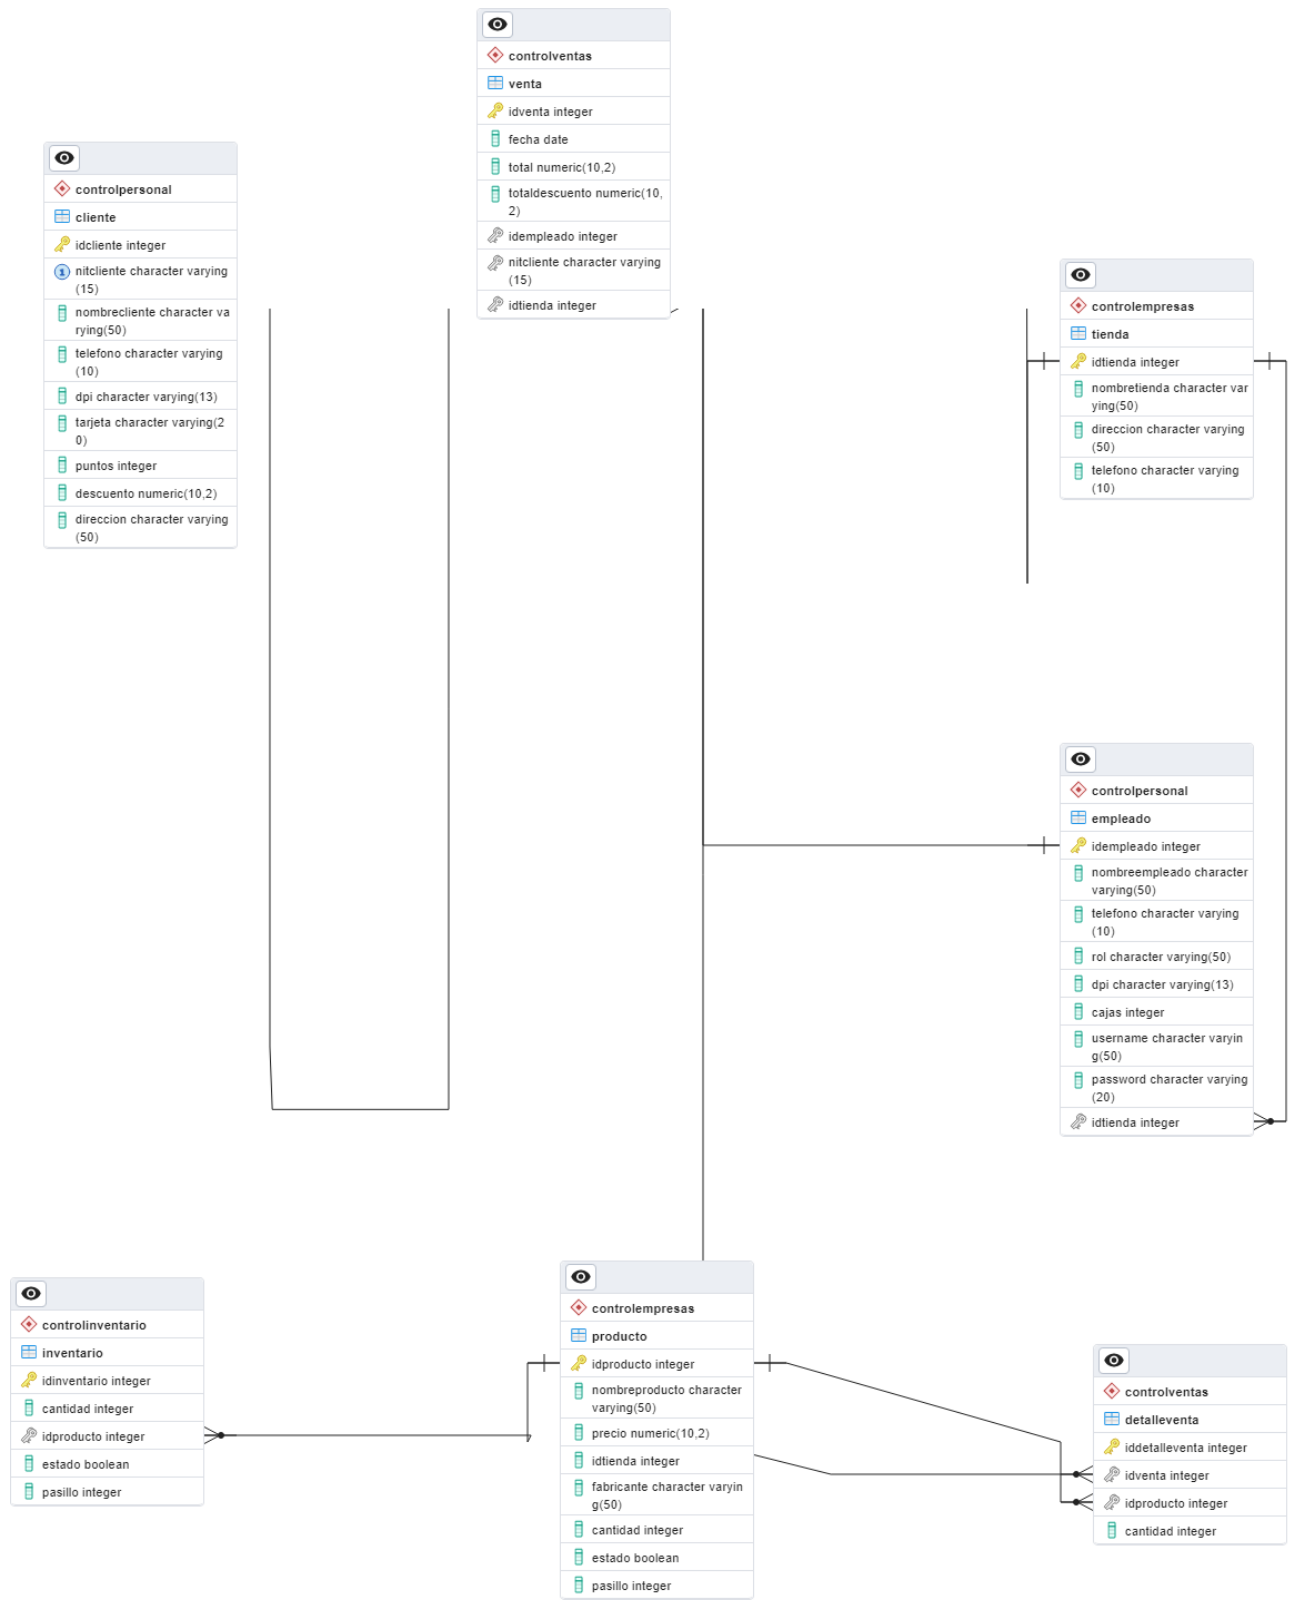 controlventas
venta
idventa integer
fecha date
total numeric(10,2)
totaldescuento numeric(10,
2)
idempleado integer
nitcliente character varying
(15)
idtienda integer
controlpersonal
cliente
idcliente integer
1
nitcliente character varying
(15)
nombrecliente character va
rying(50)
telefono character varying
(10)
dpi character varying(13)
tarjeta character varying(2
0)
puntos integer
descuento numeric(10,2)
direccion character varying
(50)
controlempresas
tienda
idtienda integer
nombretienda character var
ying(50)
direccion character varying
(50)
telefono character varying
(10)
controlpersonal
empleado
idempleado integer
nombreempleado character
varying(50)
telefono character varying
(10)
rol character varying(50)
dpi character varying(13)
cajas integer
username character varyin
g(50)
password character varying
(20)
idtienda integer
controlinventario
inventario
idinventario integer
cantidad integer
idproducto integer
estado boolean
pasillo integer
controlempresas
producto
idproducto integer
nombreproducto character
varying(50)
precio numeric(10,2)
idtienda integer
fabricante character varyin
g(50)
cantidad integer
estado boolean
pasillo integer
controlventas
detalleventa
iddetalleventa integer
idventa integer
idproducto integer
cantidad integer